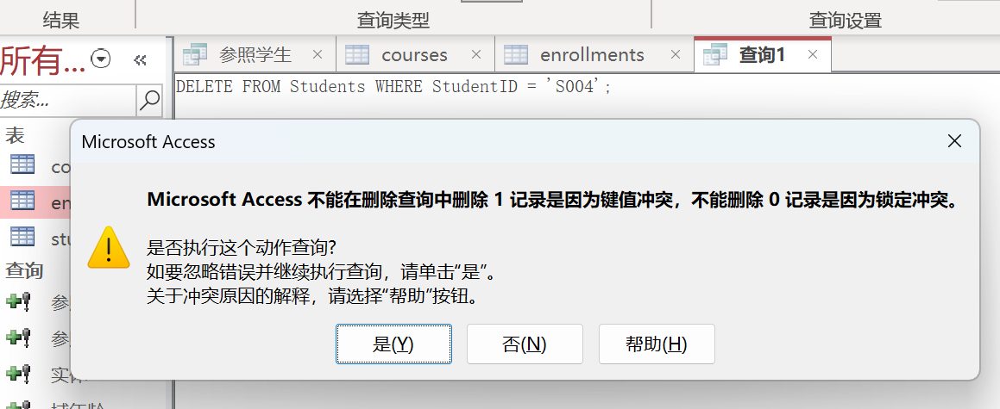 结果
查询类型
查询设置
所有...
参照学生
courses
enrollments
查询1
搜索...
DELETE FROM Students WHERE StudentID = 'S004';
表
co
en
stu
查询
参
参
实体
Microsoft Access
Microsoft Access 不能在删除查询中删除 1 记录是因为键值冲突，不能删除 0 记录是因为锁定冲突。
是否执行这个动作查询?
如要忽略错误并继续执行查询，请单击“是”。
关于冲突原因的解释，请选择“帮助”按钮。
是(Y)
否(N)
帮助(H)